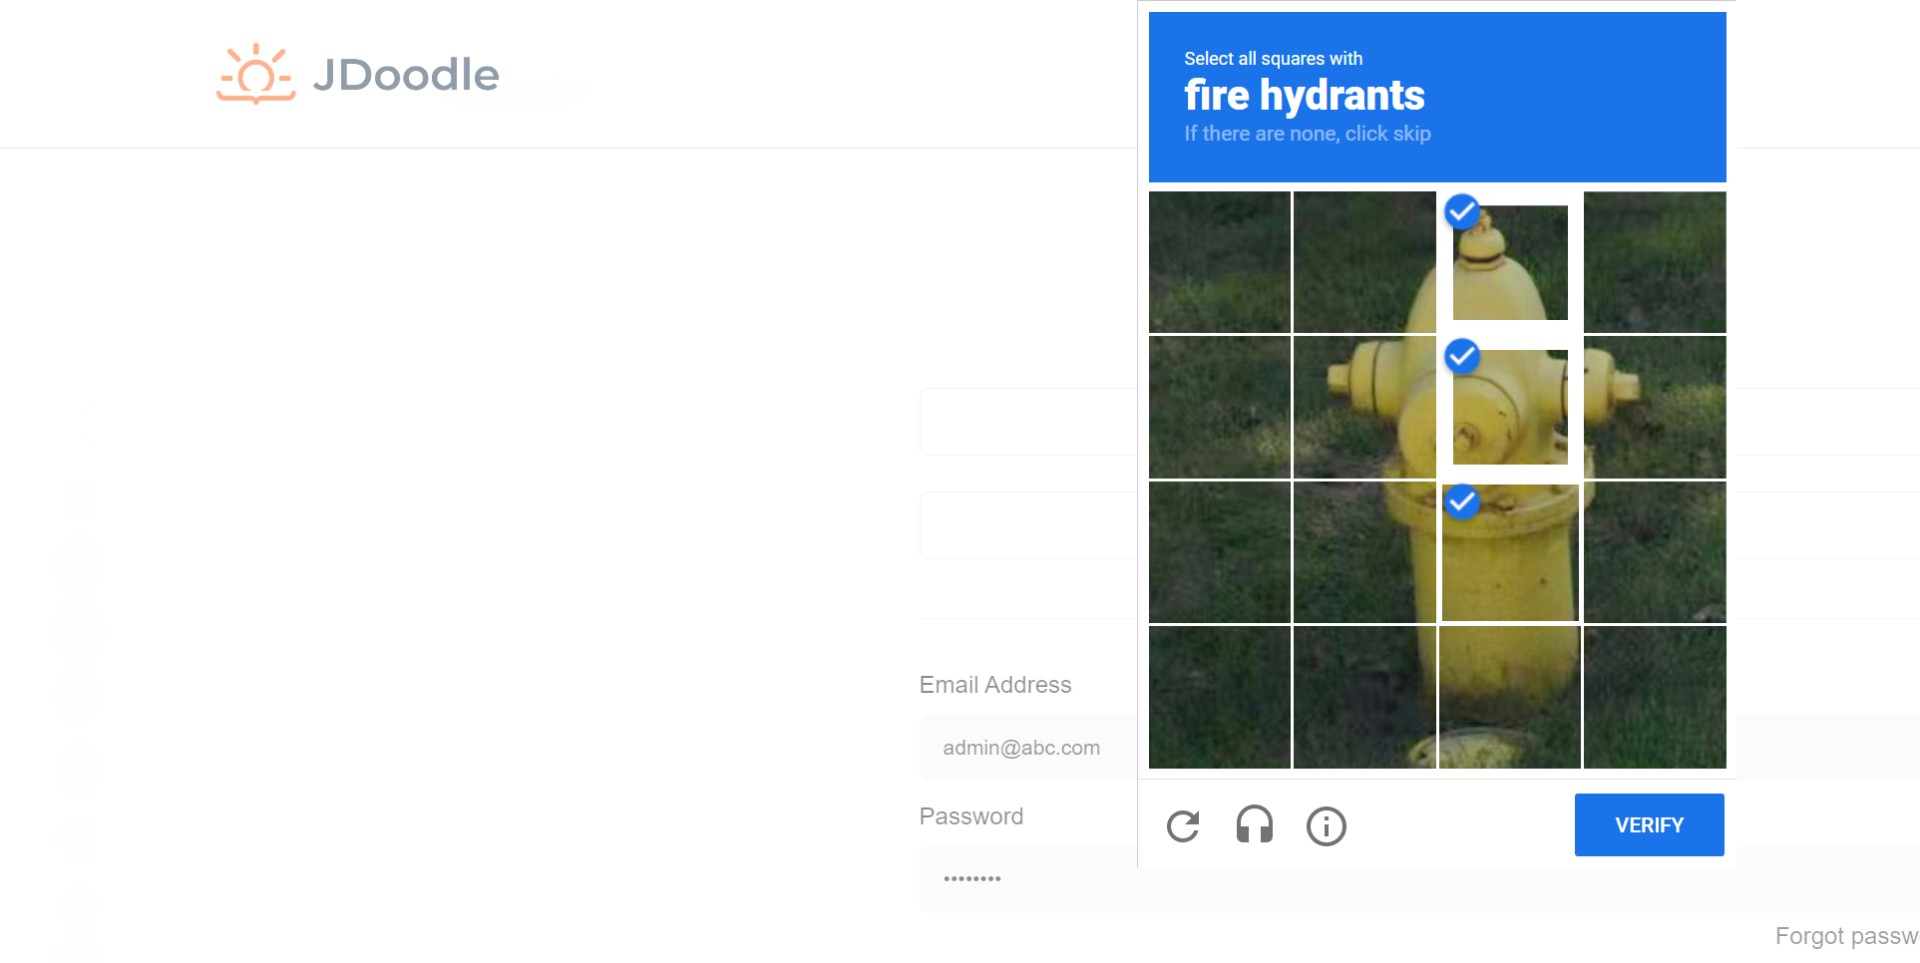 JDoodle
Select all squares with
fire hydrants
If there are none, click skip
Email Address
admin@abc.com
Password
••••••••
VERIFY
Forgot passw